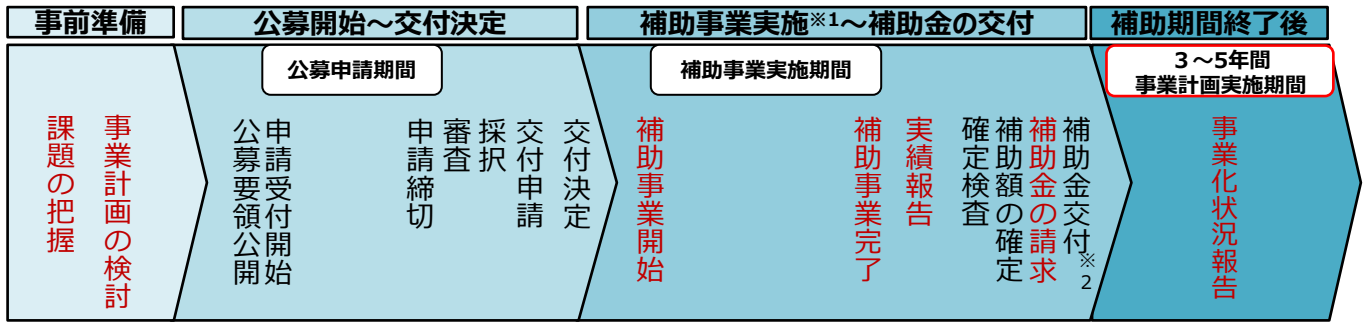 事前準備
公募開始～交付決定
補助事業実施※1～補助金の交付
補助期間終了後
公募申請期間
補助事業実施期間
３～5年間
事業計画実施期間
課題の把握
事業計画の検討
公募要領公開
申請受付開始
申請締切
審査
採択
交付申請
交付決定
補助事業開始
補助事業完了
実績報告
確定検査
補助額の確定
補助金の請求
補助金交付※2
事業化状況報告